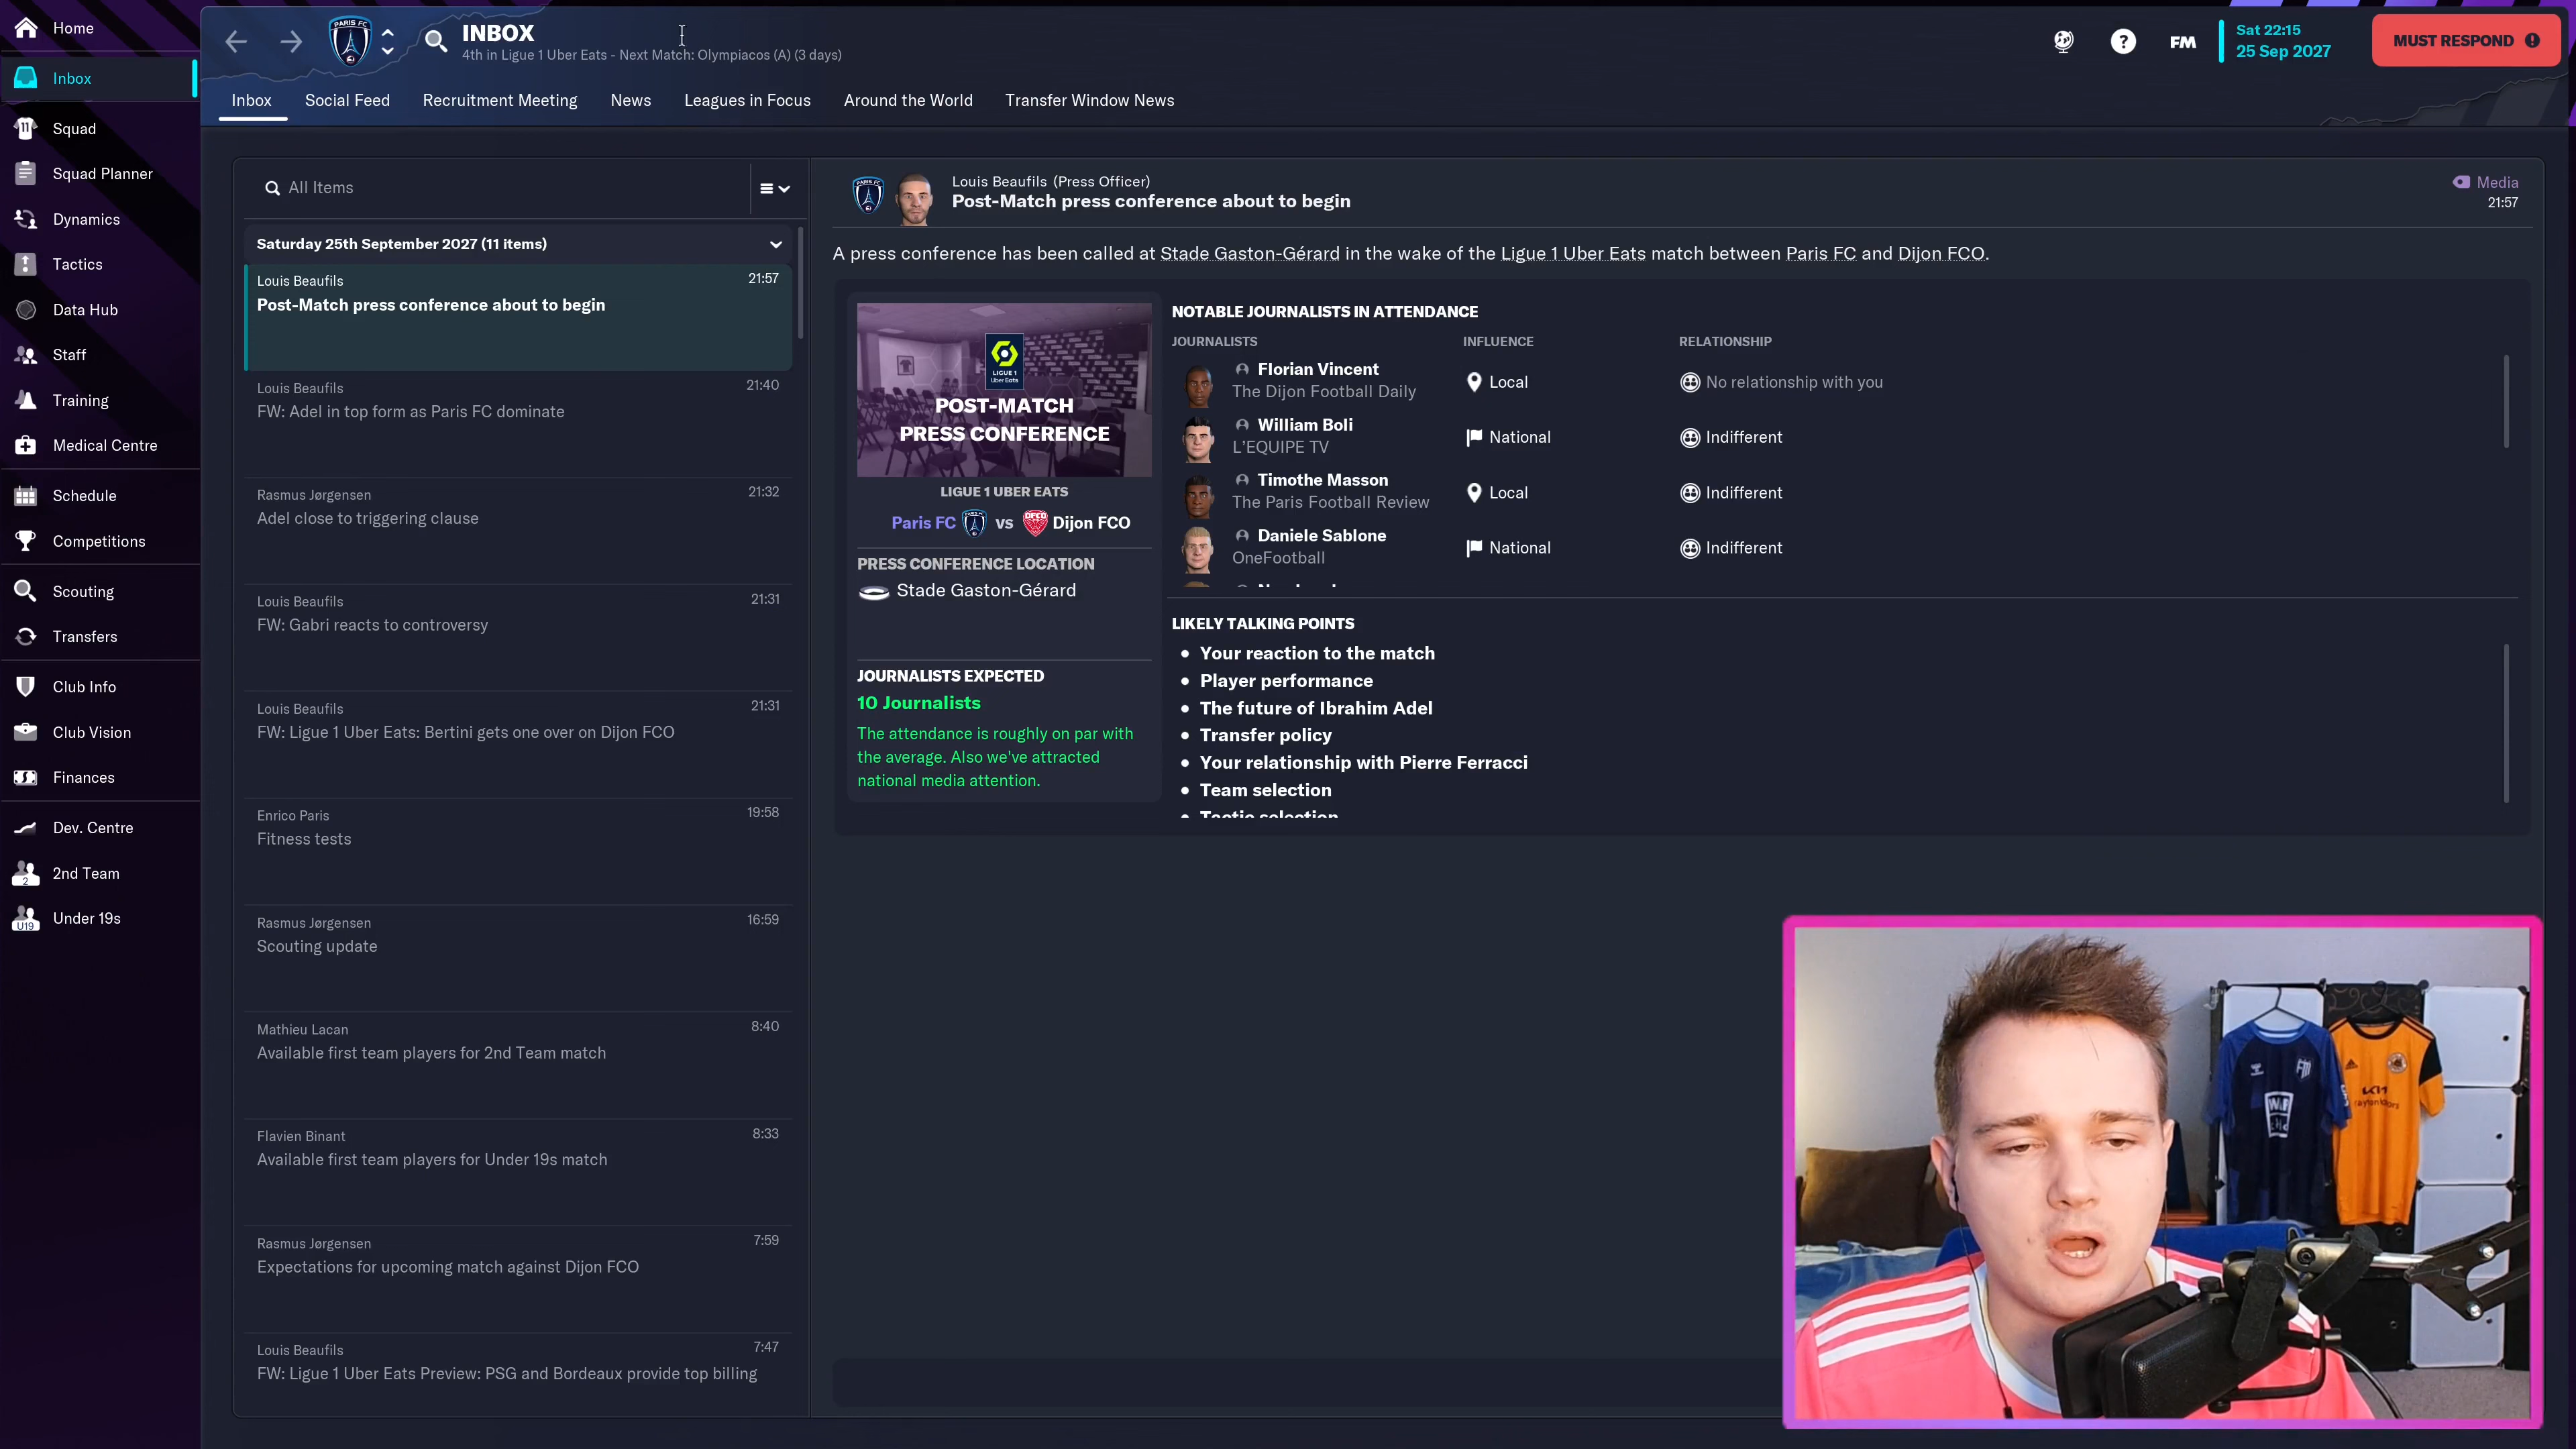 Home
Inbox
Squad
Squad Planner
Dynamics
Tactics
Data Hub
Staff
Training
Medical Centre
Schedule
Competitions
Scouting
Transfers
Club Info
Club Vision
Finances
Dev. Centre
2nd Team
Under 19s
11
2
U19
PARIS FC
INBOX
4th in Ligue 1 Uber Eats - Next Match: Olympiacos (A) (3 days)
?
FM
Sat 22:15
25 Sep 2027
MUST RESPOND
Inbox Social Feed Recruitment Meeting News Leagues in Focus Around the World Transfer Window News
All Items
Saturday 25th September 2027 (11 items)
Louis Beaufils 21:57
Post-Match press conference about to begin
Louis Beaufils 21:40
FW: Adel in top form as Paris FC dominate
Rasmus Jørgensen 21:32
Adel close to triggering clause
Louis Beaufils 21:31
FW: Gabri reacts to controversy
Louis Beaufils 21:31
FW: Ligue 1 Uber Eats: Bertini gets one over on Dijon FCO
Enrico Paris 19:58
Fitness tests
Rasmus Jørgensen 16:59
Scouting update
Mathieu Lacan 8:40
Available first team players for 2nd Team match
Flavien Binant 8:33
Available first team players for Under 19s match
Rasmus Jørgensen 7:59
Expectations for upcoming match against Dijon FCO
Louis Beaufils 7:47
FW: Ligue 1 Uber Eats Preview: PSG and Bordeaux provide top billing
Louis Beaufils (Press Officer)
Post-Match press conference about to begin
Media
21:57
A press conference has been called at Stade Gaston-Gérard in the wake of the Ligue 1 Uber Eats match between Paris FC and Dijon FCO.
LIGUE 1
Uber Eats
POST-MATCH
PRESS CONFERENCE
LIGUE 1 UBER EATS
Paris FC vs DFCO Dijon FCO
PRESS CONFERENCE LOCATION
Stade Gaston-Gérard
JOURNALISTS EXPECTED
10 Journalists
The attendance is roughly on par with
the average. Also we've attracted
national media attention.
NOTABLE JOURNALISTS IN ATTENDANCE
JOURNALISTS INFLUENCE RELATIONSHIP
Florian Vincent
The Dijon Football Daily
Local No relationship with you
William Boli
L'EQUIPE TV
National Indifferent
Timothe Masson
The Paris Football Review
Local Indifferent
Daniele Sablone
OneFootball
National Indifferent
LIKELY TALKING POINTS
Your reaction to the match
Player performance
The future of Ibrahim Adel
Transfer policy
Your relationship with Pierre Ferracci
Team selection
Tactic selection
FM